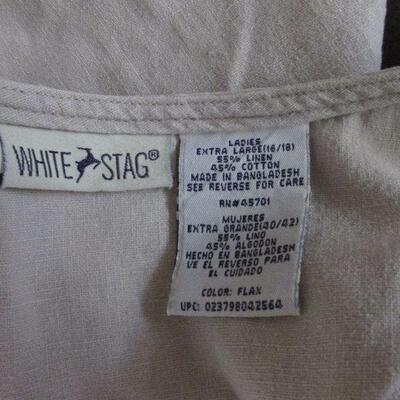 WHITE STAG®
LADIES
EXTRA LARGE(16/18)
55% LINEN
45% COTTON
MADE IN BANGLADESH
SEE REVERSE FOR CARE
RN#45701
MUJERES
EXTRA GRANDE(40/42)
55% LINO
45% ALGODON
HECHO EN BANGLADESH
VE EL REVERSO PARA
EL CUIDADO
COLOR: FLAX
UPC: 023798042564